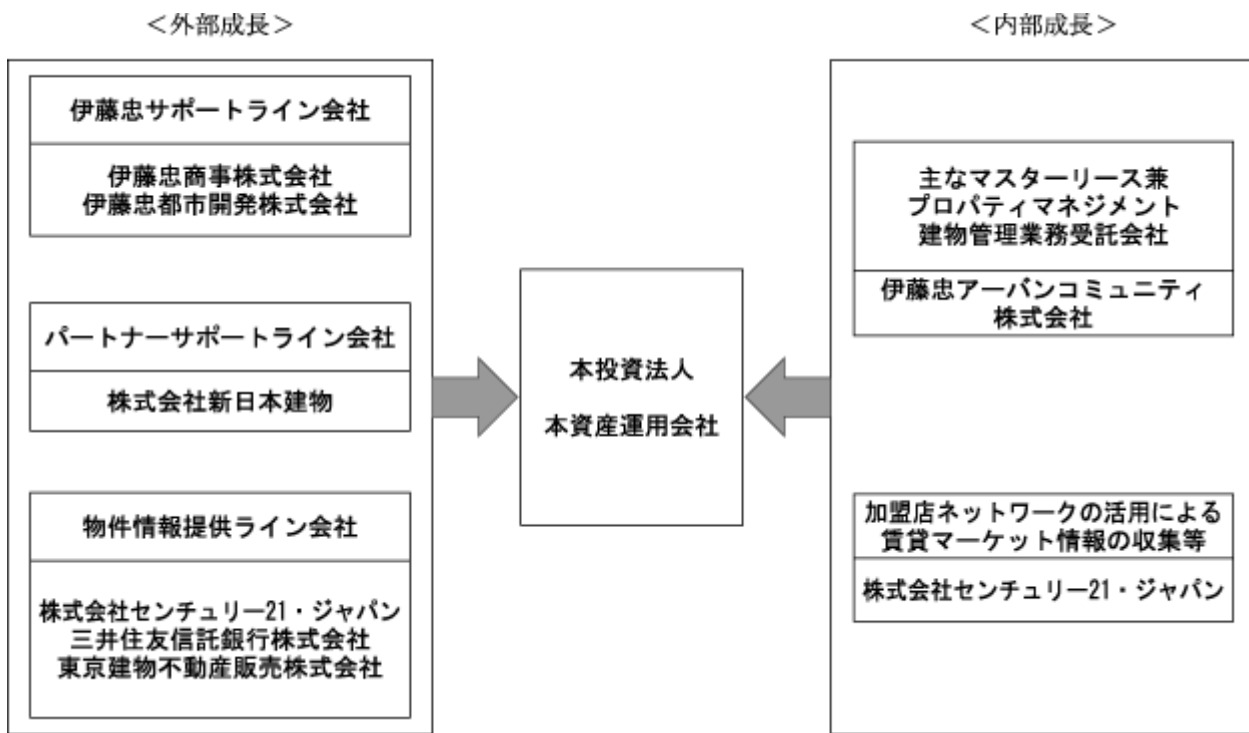 ＜外部成長＞
伊藤忠サポートライン会社
伊藤忠商事株式会社
伊藤忠都市開発株式会社
パートナーサポートライン会社
株式会社新日本建物
物件情報提供ライン会社
株式会社センチュリー21・ジャパン
三井住友信託銀行株式会社
東京建物不動産販売株式会社
本投資法人
本資産運用会社
＜内部成長＞
主なマスターリース兼
プロパティマネジメント
建物管理業務受託会社
伊藤忠アーバンコミュニティ
株式会社
加盟店ネットワークの活用による
賃貸マーケット情報の収集等
株式会社センチュリー21・ジャパン